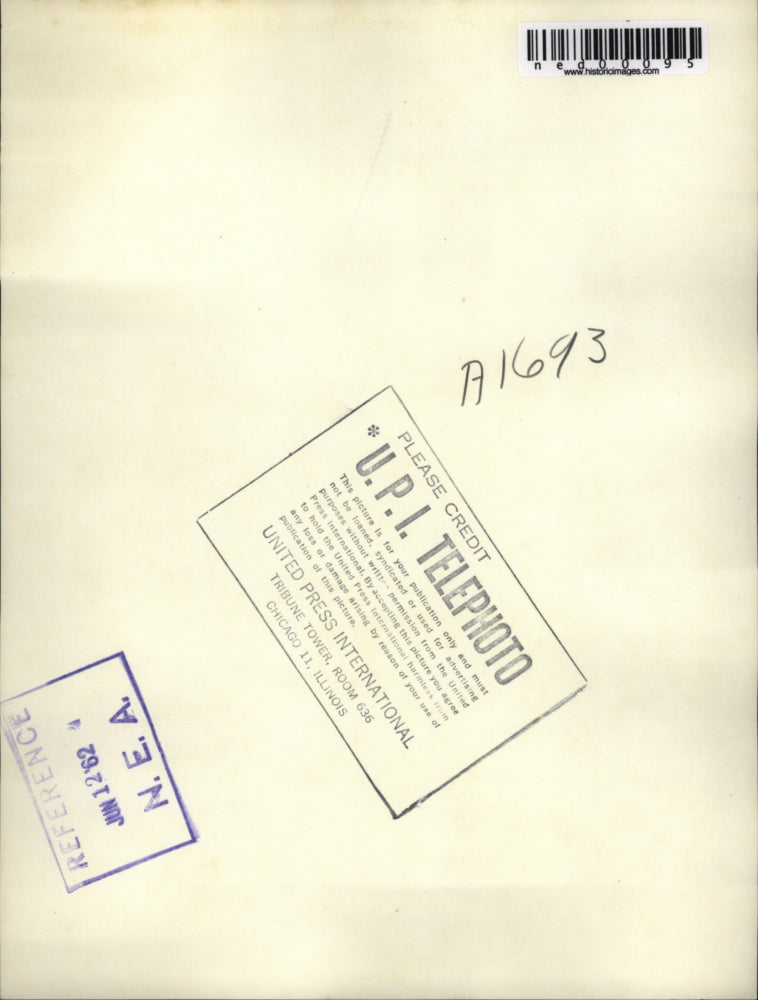 ned00095
www.historicimages.com
A1693
PLEASE CREDIT
* U. P. I. TELEPHOTO
This picture is for your publication only and must
not be loaned, syndicated or used for advertising
purposes without written permission from the United
Press International. By accepting this picture you agree
to hold the United Press International harmless from
any loss or damage arising by reason of your use of
publication of this picture.
UNITED PRESS INTERNATIONAL
TRIBUNE TOWER, ROOM 636
CHICAGO 11, ILLINOIS
N. E. A.
JUN 12 '62 *
REFERENCE